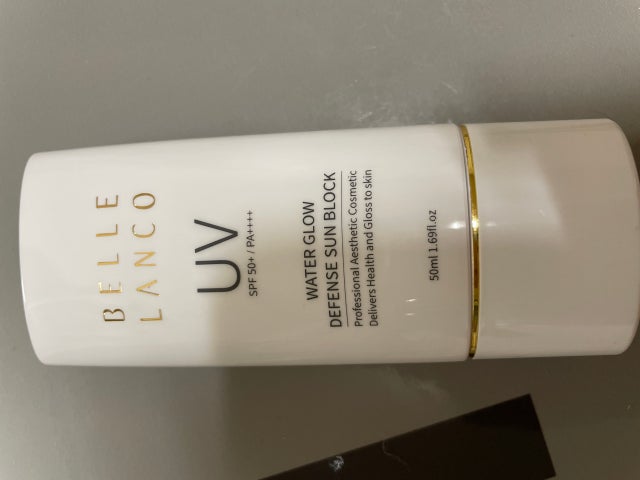 BELLE
LANCO
UV
SPF 50+ / PA++++
WATER GLOW
DEFENSE SUN BLOCK
Professional Aesthetic Cosmetic
Delivers Health and Gloss to skin
50ml 1.69fl.oz